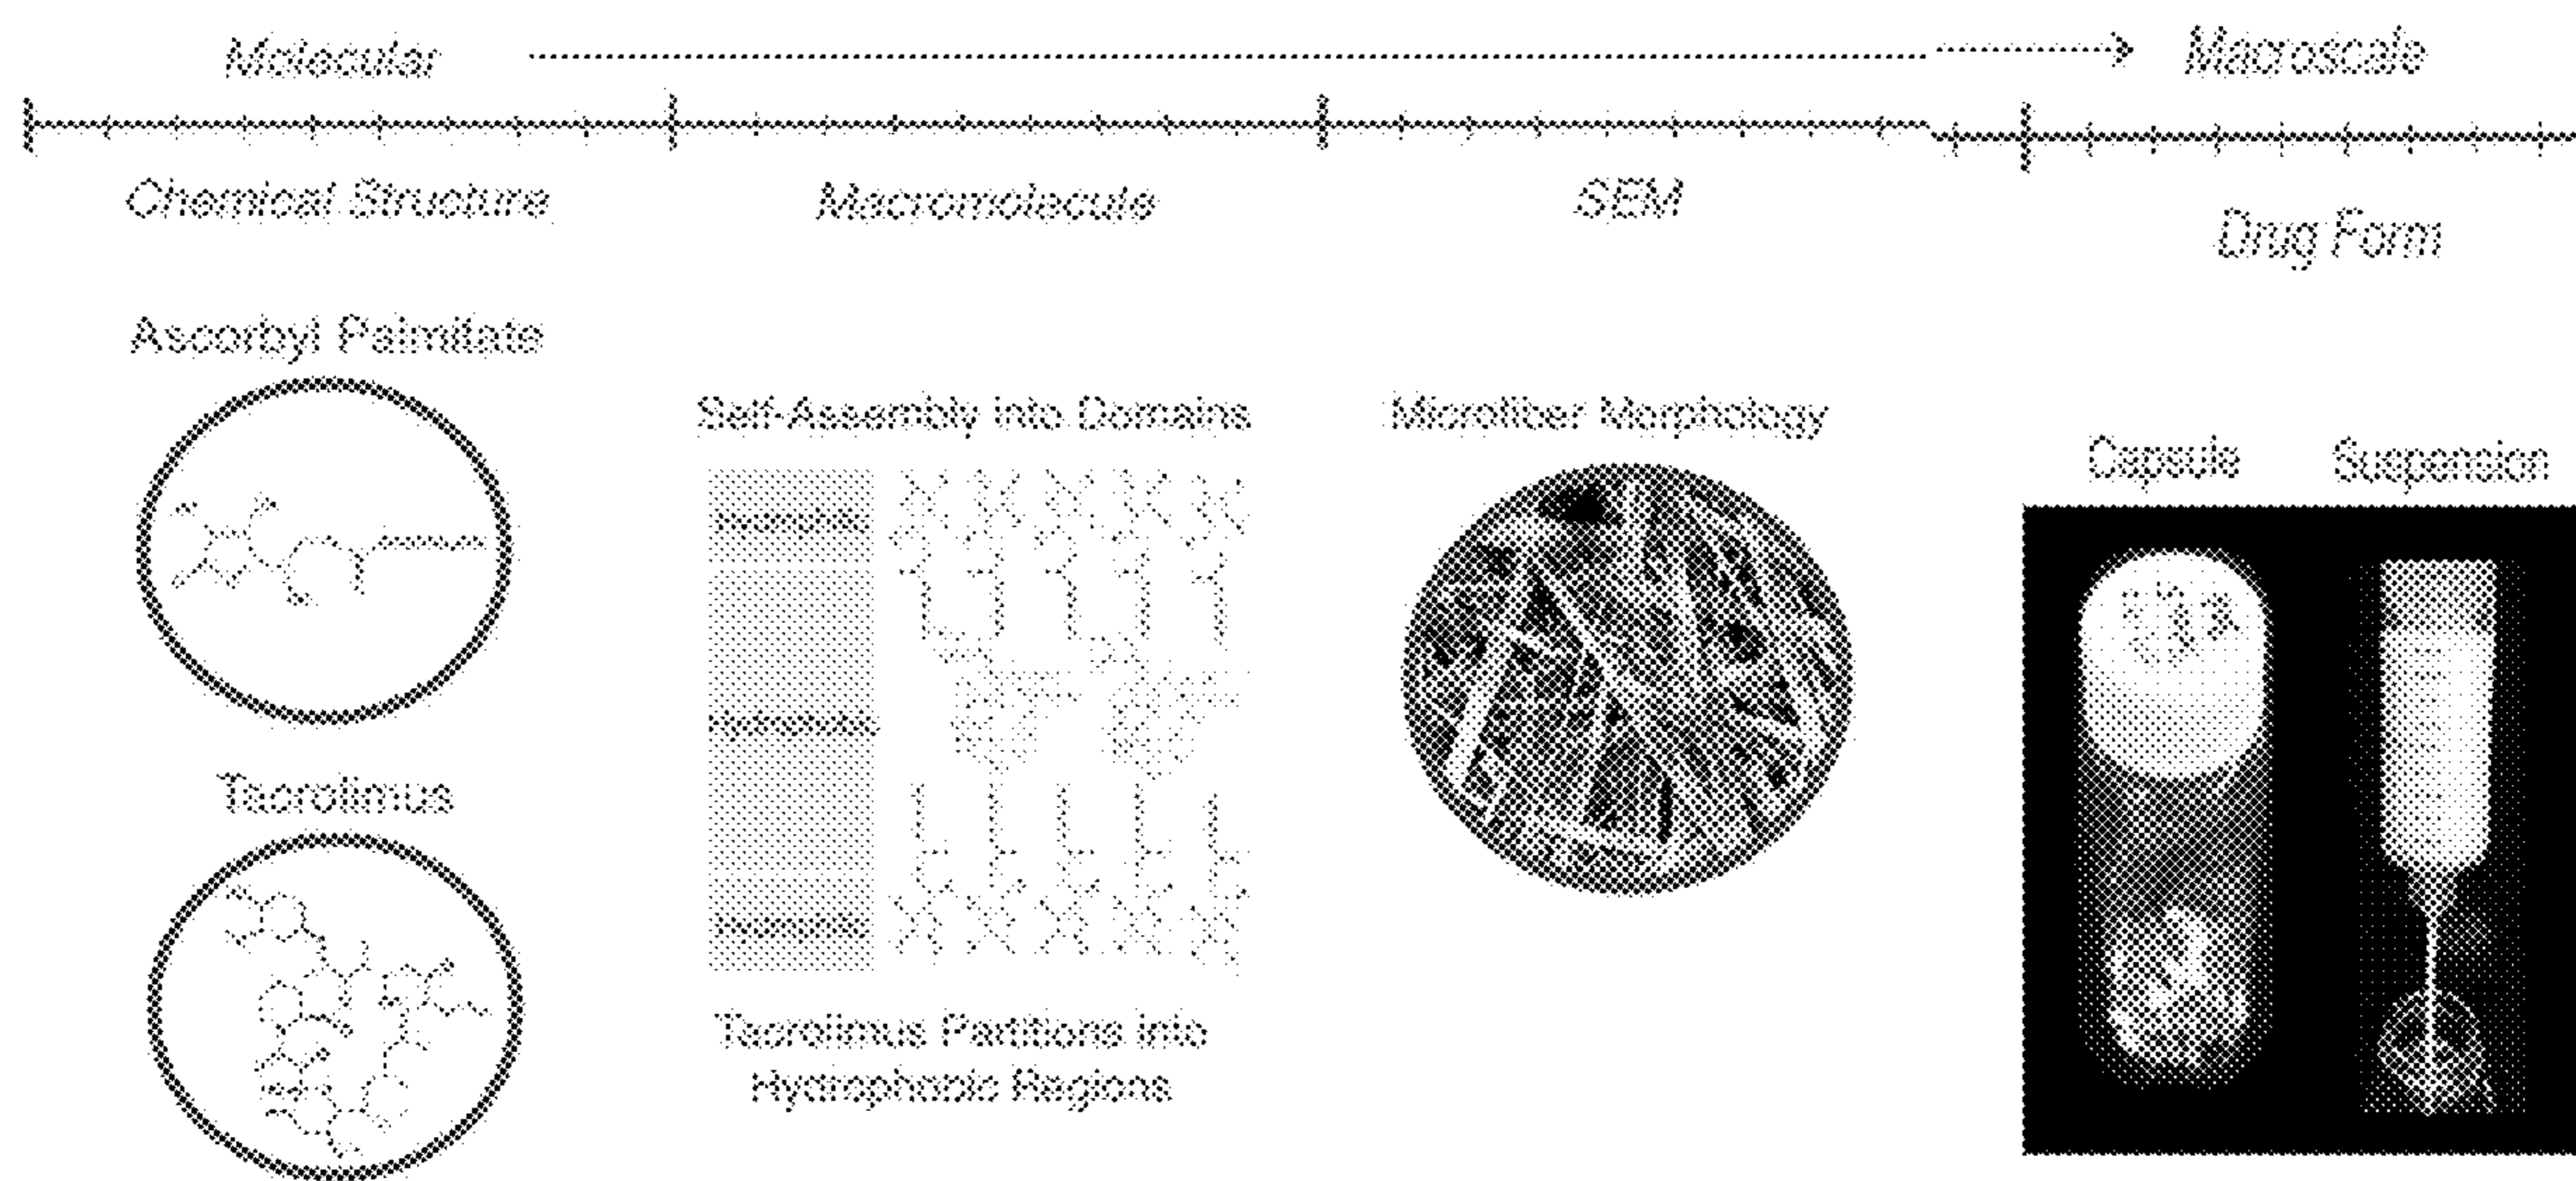 Molecular
Macroscale
Chemical Structure
Macromolecule
SEM
Drug Form
Ascorbyl Palmitate
Self-Assembly into Domains
Microfiber Morphology
Capsule
Suspension
Tacrolimus
Tacrolimus Partitions into
Hydrophobic Regions